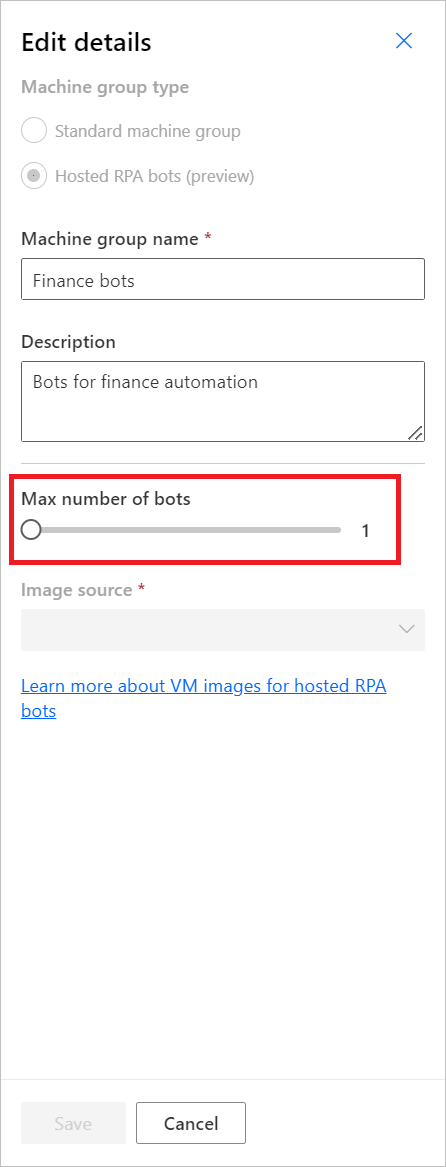 Edit details
Machine group type
Standard machine group
Hosted RPA bots (preview)
Machine group name *
Finance bots
Description
Bots for finance automation
Max number of bots
1
Image source *
Learn more about VM images for hosted RPA
bots
Save
Cancel